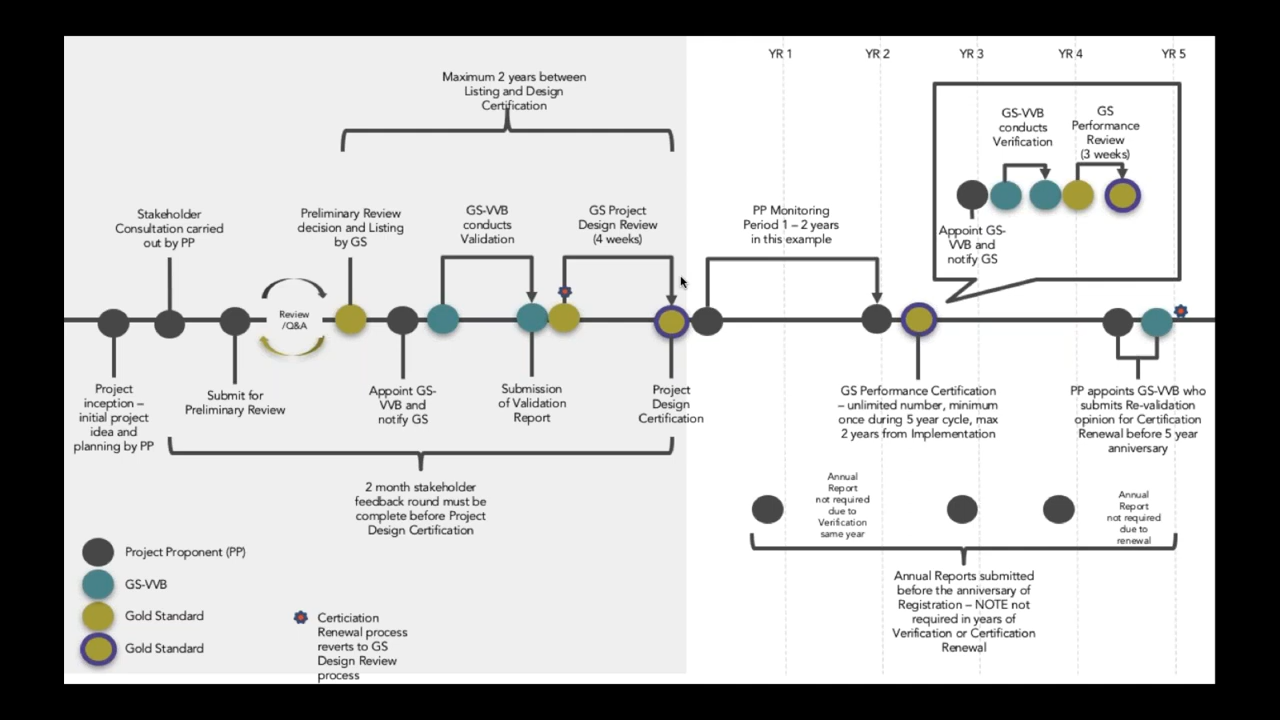 YR 1
YR 2
YR 3
YR 4
YR 5
Maximum 2 years between
Listing and Design
Certification
GS-VVB
conducts
Verification
GS
Performance
Review
(3 weeks)
Appoint GS-
VVB and
notify GS
Stakeholder
Consultation carried
out by PP
Preliminary Review
decision and Listing
by GS
GS-VVB
conducts
Validation
GS Project
Design Review
(4 weeks)
PP Monitoring
Period 1 – 2 years
in this example
Review
/Q&A
Project
inception –
initial project
idea and
planning by PP
Submit for
Preliminary Review
Appoint GS-
VVB and
notify GS
Submission
of Validation
Report
Project
Design
Certification
GS Performance Certification
– unlimited number, minimum
once during 5 year cycle, max
2 years from Implementation
PP appoints GS-VVB who
submits Re-validation
opinion for Certification
Renewal before 5 year
anniversary
2 month stakeholder
feedback round must be
complete before Project
Design Certification
Annual
Report
not required
due to
Verification
same year
Annual
Report
not required
due to
renewal
Annual Reports submitted
before the anniversary of
Registration – NOTE not
required in years of
Verification or Certification
Renewal
Project Proponent (PP)
GS-VVB
Gold Standard
Gold Standard
Certiciation
Renewal process
reverts to GS
Design Review
process